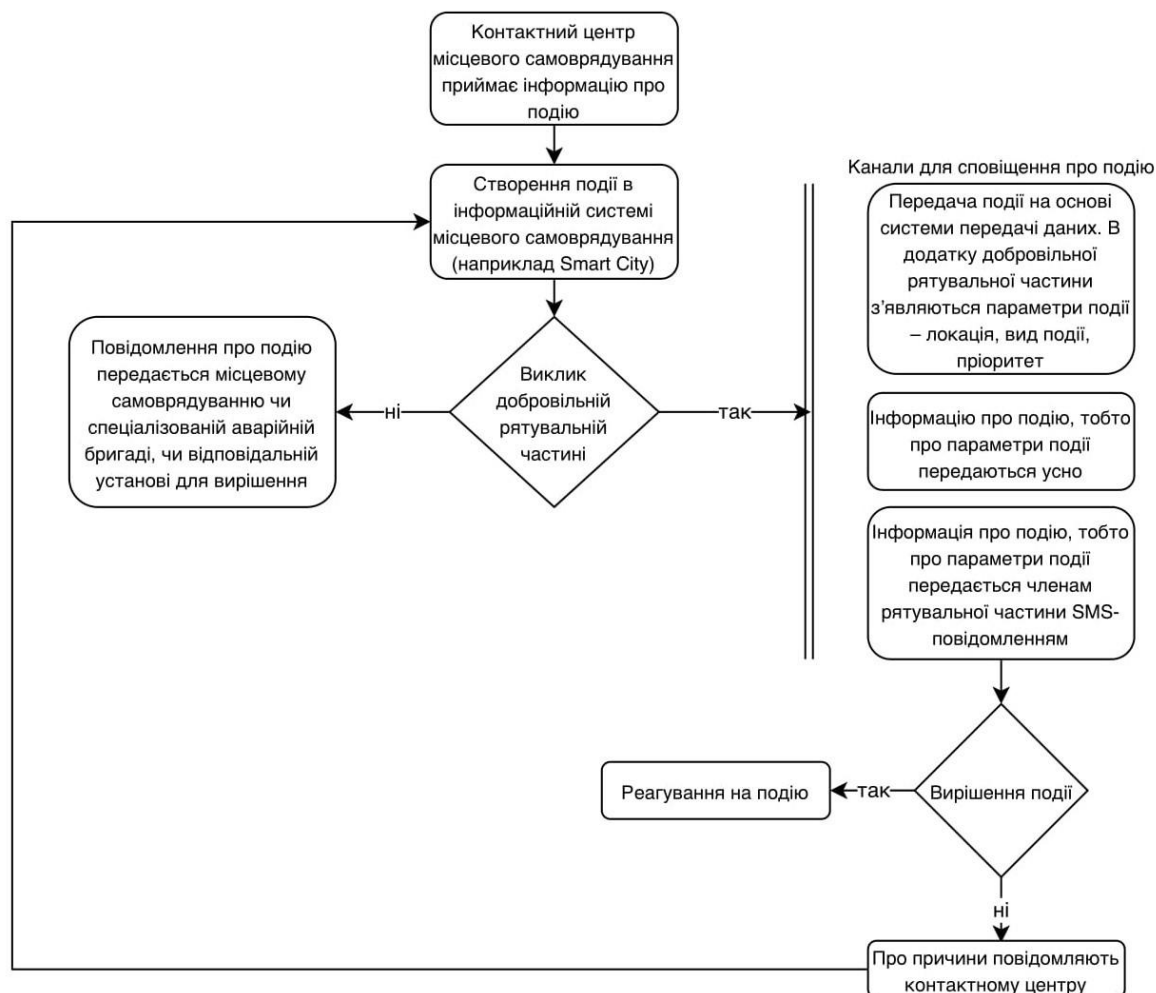 Контактний центр
місцевого самоврядування
приймає інформацію про
подію
Створення події в
інформаційній системі
місцевого самоврядування
(наприклад Smart City)
Виклик
добровільній
рятувальній
частині
ні
Повідомлення про подію
передається місцевому
самоврядуванню чи
спеціалізованій аварійній
бригаді, чи відповідальній
установі для вирішення
так
Канали для сповіщення про подію
Передача події на основі
системи передачі даних. В
додатку добровільної
рятувальної частини
з’являються параметри події
– локація, вид події,
пріоритет
Інформацію про подію, тобто
про параметри події
передаються усно
Інформація про подію, тобто
про параметри події
передається членам
рятувальної частини SMS-
повідомленням
Вирішення події
так
Реагування на подію
ні
Про причини повідомляють
контактному центру